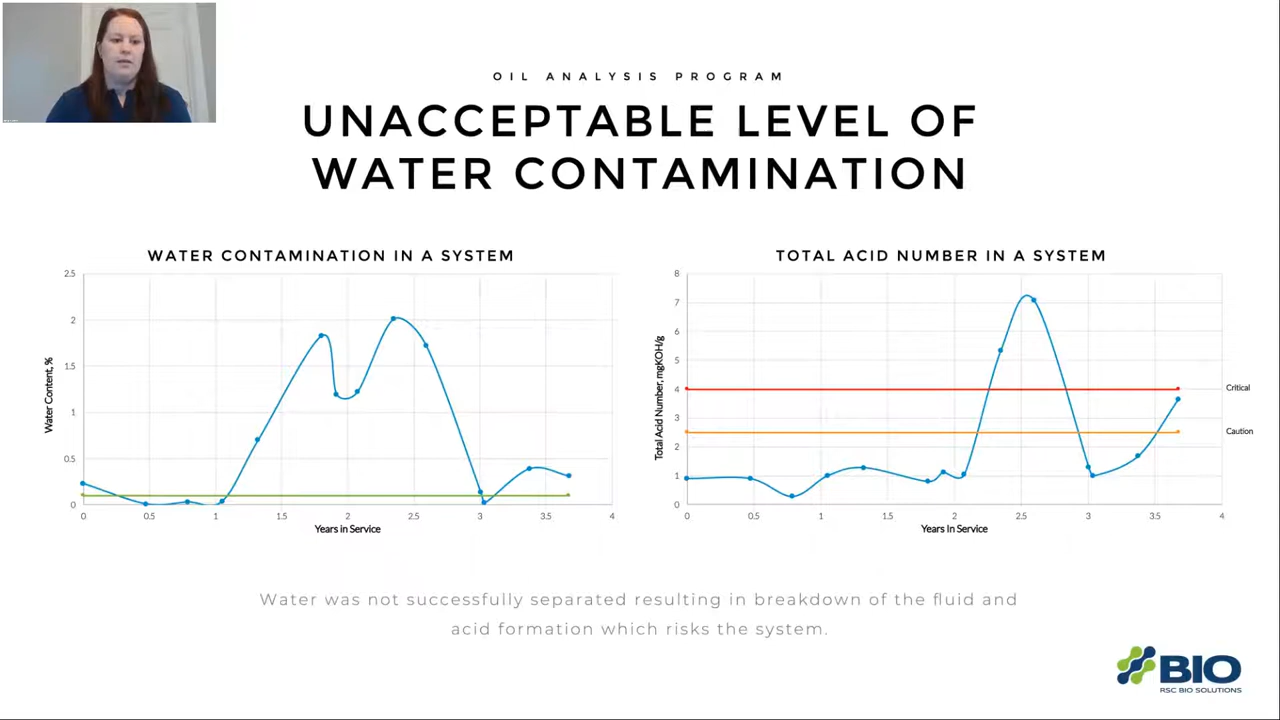 OIL ANALYSIS PROGRAM
UNACCEPTABLE LEVEL OF
WATER CONTAMINATION
WATER CONTAMINATION IN A SYSTEM
2.5
2
1.5
1
0.5
0
Water Content, %
0 0.5 1 1.5 2 2.5 3 3.5 4
Years in Service
TOTAL ACID NUMBER IN A SYSTEM
8
7
6
5
4
3
2
1
0
Total Acid Number, mgKOH/g
Critical
Caution
0 0.5 1 1.5 2 2.5 3 3.5 4
Years In Service
Water was not successfully separated resulting in breakdown of the fluid and
acid formation which risks the system.
BIO
RSC BIO SOLUTIONS